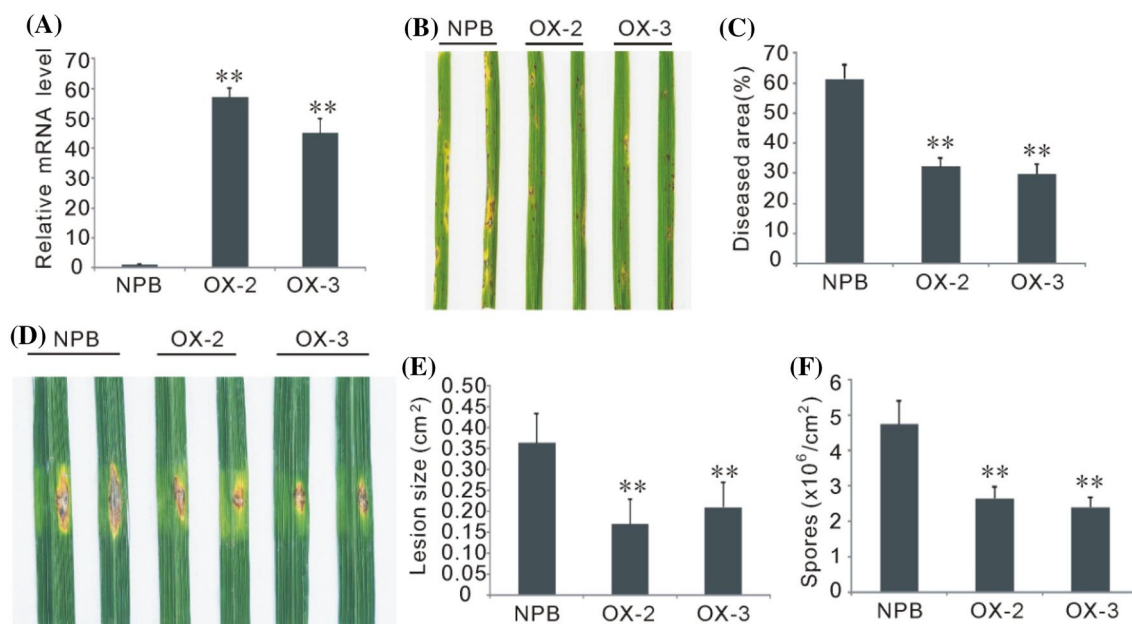 (A)
Relative mRNA level
70
60
50
40
30
20
10
0
**
**
NPB OX-2 OX-3
(B)
NPB OX-2 OX-3
(C)
Diseased area(%)
70
60
50
40
30
20
10
0
**
**
NPB OX-2 OX-3
(D)
NPB OX-2 OX-3
(E)
Lesion size (cm²)
0.50
0.45
0.40
0.35
0.30
0.25
0.20
0.15
0.10
0.05
0
**
**
NPB OX-2 OX-3
(F)
Spores (x10⁶/cm²)
6
5
4
3
2
1
0
**
**
NPB OX-2 OX-3